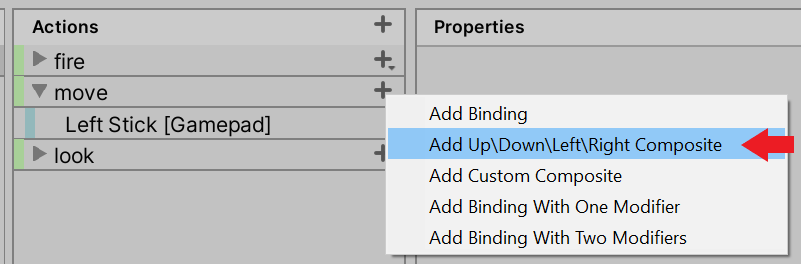 Actions
Properties
fire
move
Left Stick [Gamepad]
look
Add Binding
Add Up\Down\Left\Right Composite
Add Custom Composite
Add Binding With One Modifier
Add Binding With Two Modifiers